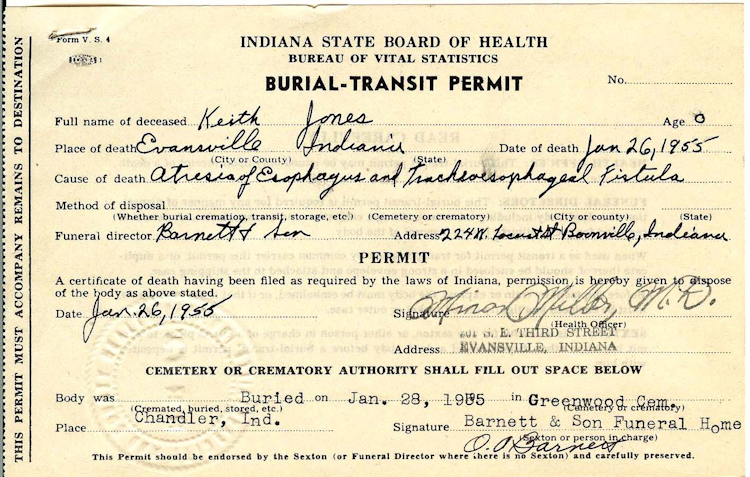 Form V. S. 4
INDIANA STATE BOARD OF HEALTH
BUREAU OF VITAL STATISTICS
BURIAL-TRANSIT PERMIT
No.
Full name of deceased Keith Jones Age 0
Place of death Evansville Indiana Date of death Jan 26, 1955
(City or County) (State)
Cause of death Atresia of Esophagus and Tracheoesophageal Fistula
Method of disposal
(Whether burial cremation, transit, storage, etc.) (Cemetery or crematory) (City or county) (State)
Funeral director Barnett & Son Address 224 W. Locust St Boonville, Indiana
PERMIT
A certificate of death having been filed as required by the laws of Indiana, permission, is hereby given to dispose
of the body as above stated.
Date Jan. 26, 1955 Signature Miller, M. D.
(Health Officer)
Address 601 S. E. THIRD STREET
EVANSVILLE, INDIANA
CEMETERY OR CREMATORY AUTHORITY SHALL FILL OUT SPACE BELOW
Body was Buried on Jan. 28, 1955 in Greenwood Cem.
(Cremated, buried, stored, etc.) (Cemetery or crematory)
Place Chandler, Ind. Signature Barnett & Son Funeral Home
(Sexton or person in charge)
Barnett
This Permit should be endorsed by the Sexton (or Funeral Director where there is no Sexton) and carefully preserved.
THIS PERMIT MUST ACCOMPANY REMAINS TO DESTINATION